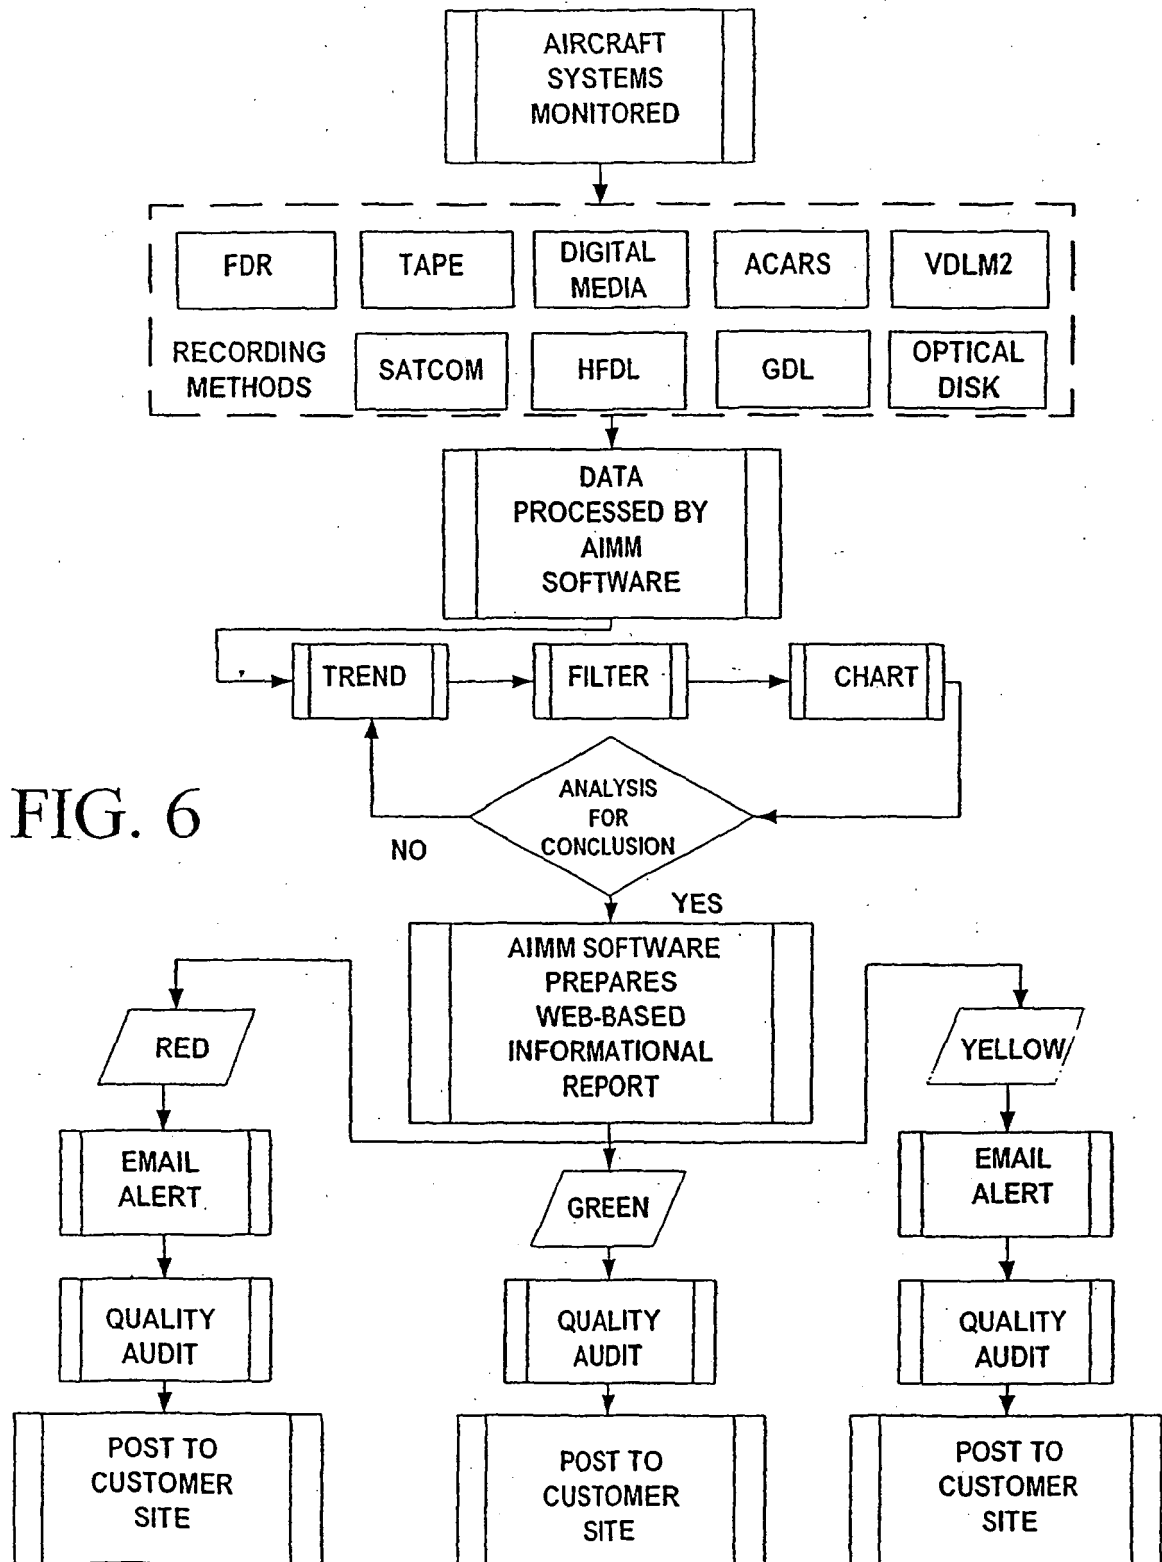 AIRCRAFT
SYSTEMS
MONITORED
FDR
TAPE
DIGITAL
MEDIA
ACARS
VDLM2
RECORDING
METHODS
SATCOM
HFDL
GDL
OPTICAL
DISK
DATA
PROCESSED BY
AIMM
SOFTWARE
TREND
FILTER
CHART
ANALYSIS
FOR
CONCLUSION
FIG. 6
NO
YES
AIMM SOFTWARE
PREPARES
WEB-BASED
INFORMATIONAL
REPORT
RED
YELLOW
EMAIL
ALERT
GREEN
EMAIL
ALERT
QUALITY
AUDIT
QUALITY
AUDIT
QUALITY
AUDIT
POST TO
CUSTOMER
SITE
POST TO
CUSTOMER
SITE
POST TO
CUSTOMER
SITE